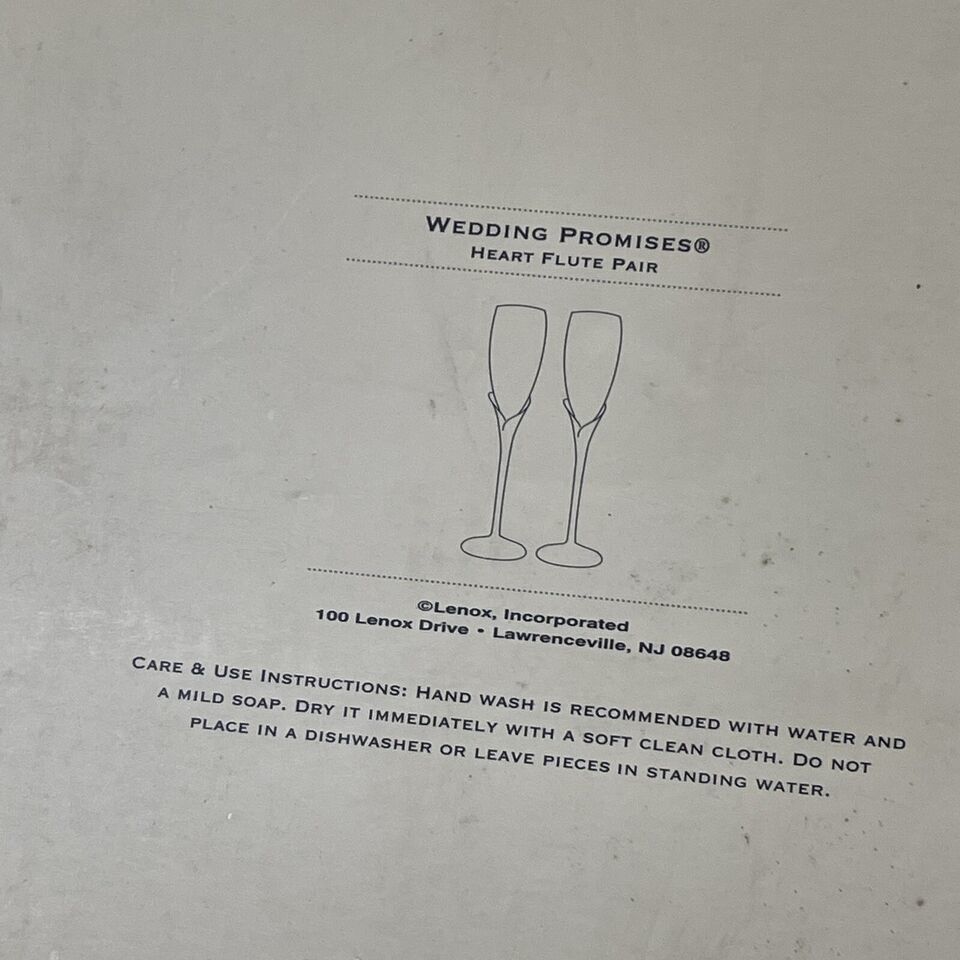 WEDDING PROMISES®
HEART FLUTE PAIR
©Lenox, Incorporated
100 Lenox Drive • Lawrenceville, NJ 08648
CARE & USE INSTRUCTIONS: HAND WASH IS RECOMMENDED WITH WATER AND
A MILD SOAP. DRY IT IMMEDIATELY WITH A SOFT CLEAN CLOTH. DO NOT
PLACE IN A DISHWASHER OR LEAVE PIECES IN STANDING WATER.